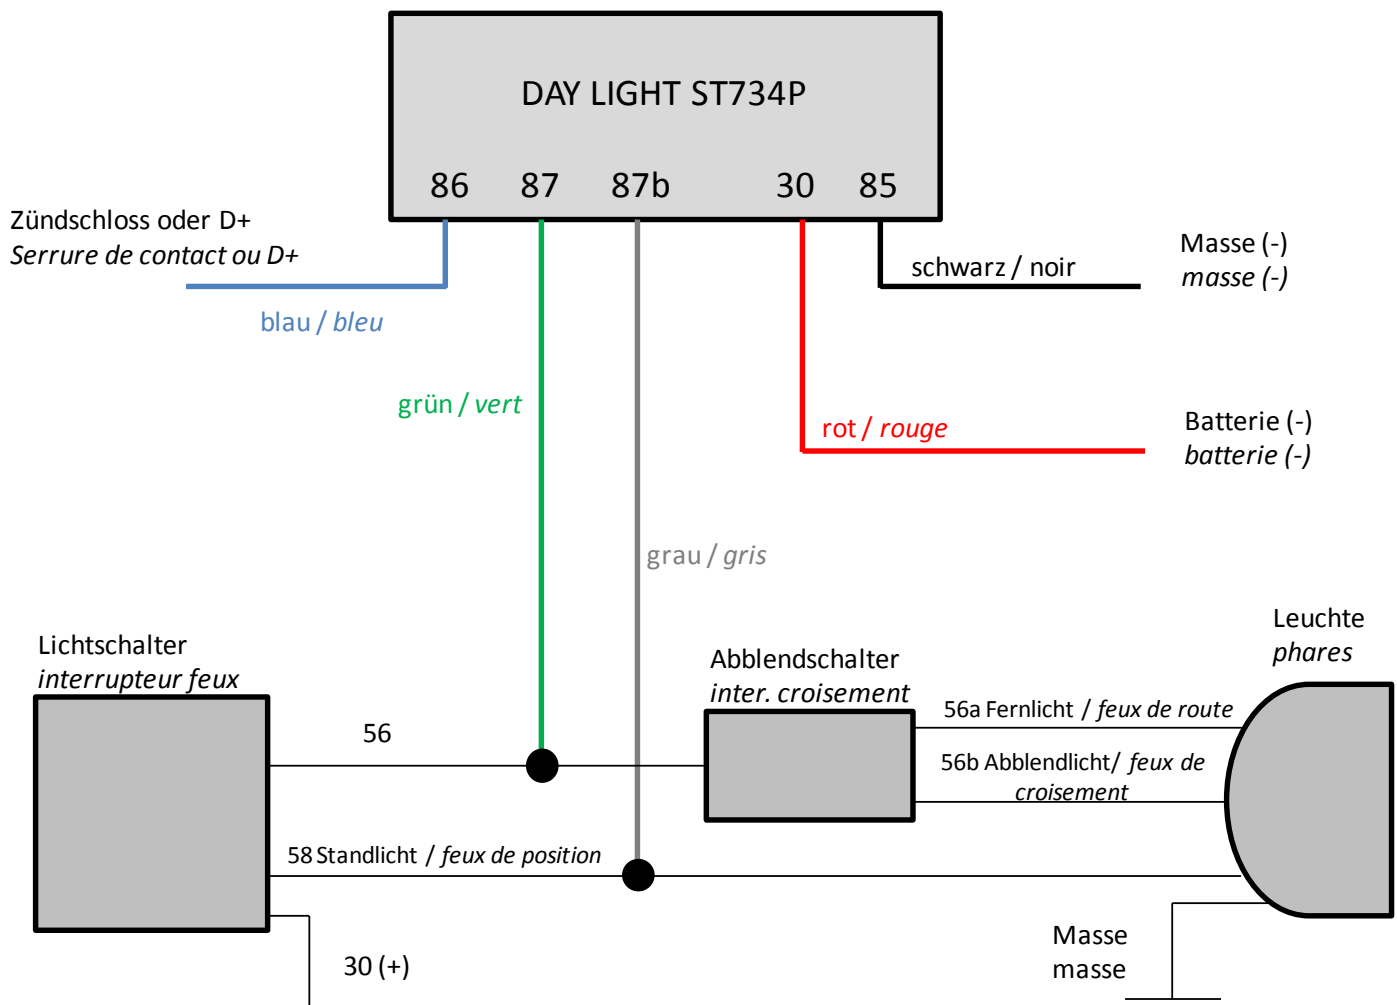 DAY LIGHT ST734P
86 87 87b 30 85
Zündschloss oder D+
Serrure de contact ou D+
blau / bleu
schwarz / noir
Masse (-)
masse (-)
grün / vert
rot / rouge
Batterie (-)
batterie (-)
grau / gris
Lichtschalter
interrupteur feux
Abblendschalter
inter. croisement
Leuchte
phares
56
56a Fernlicht / feux de route
56b Abblendlicht/ feux de
croisement
58 Standlicht / feux de position
30 (+)
Masse
masse